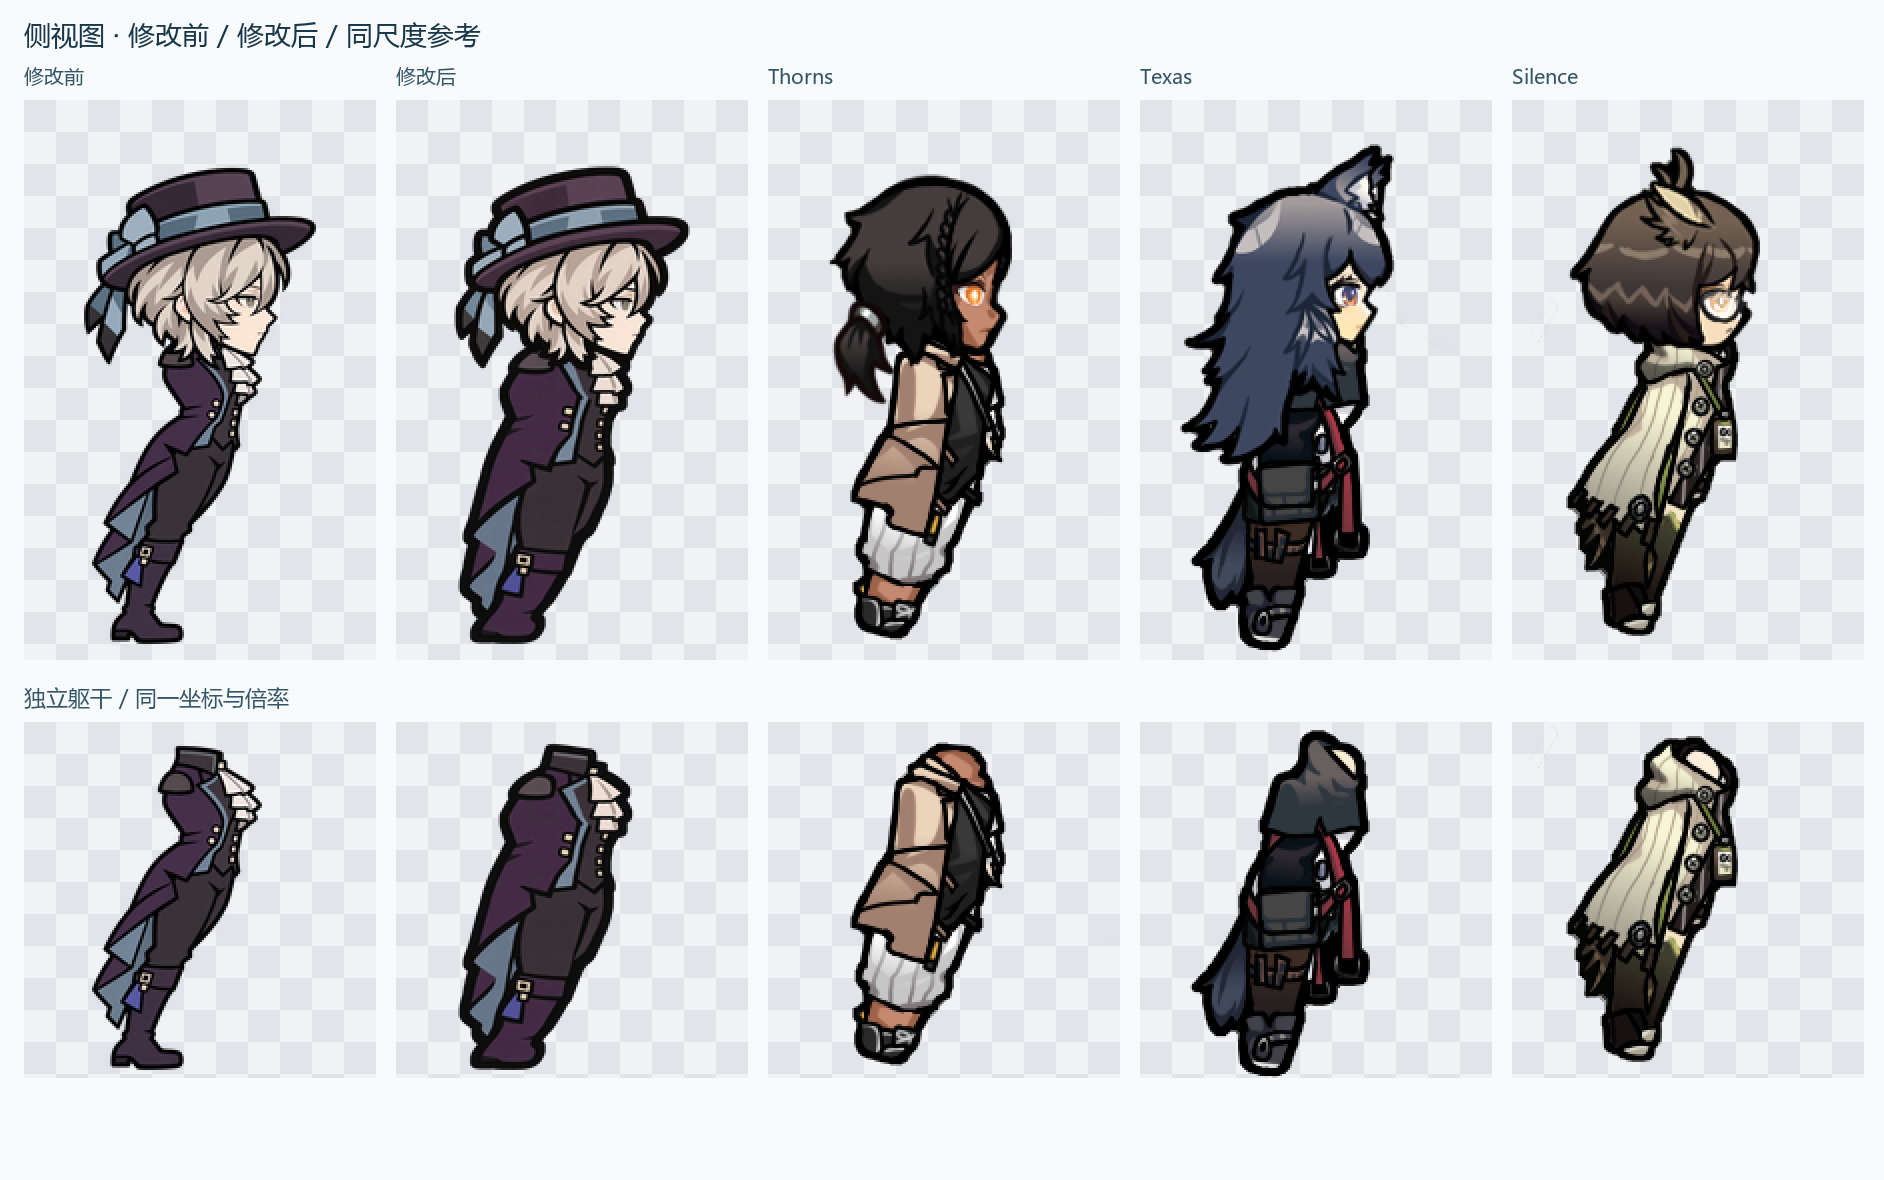 侧视图 · 修改前 / 修改后 / 同尺度参考
修改前
修改后
Thorns
Texas
Silence
独立躯干 / 同一坐标与倍率